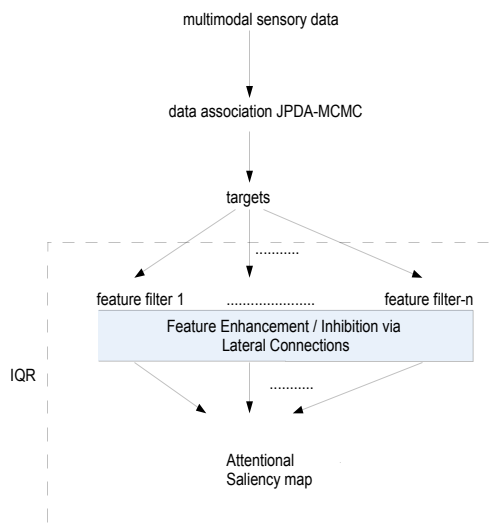 multimodal sensory data
data association JPDA-MCMC
targets
...........
feature filter 1 ...................... feature filter-n
Feature Enhancement / Inhibition via
Lateral Connections
IQR
...........
Attentional
Saliency map